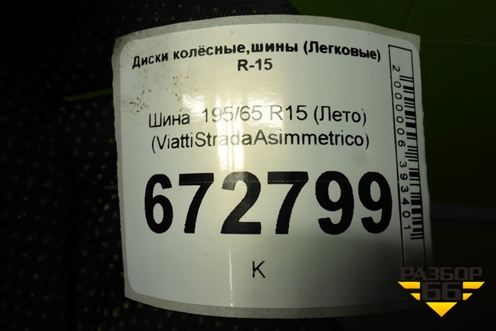 Диски колёсные,шины (Легковые)
R-15
Шина 195/65 R15 (Лето)
(ViattiStradaAsimmetrico)
672799
K
2000006393401
РАЗБОР
66